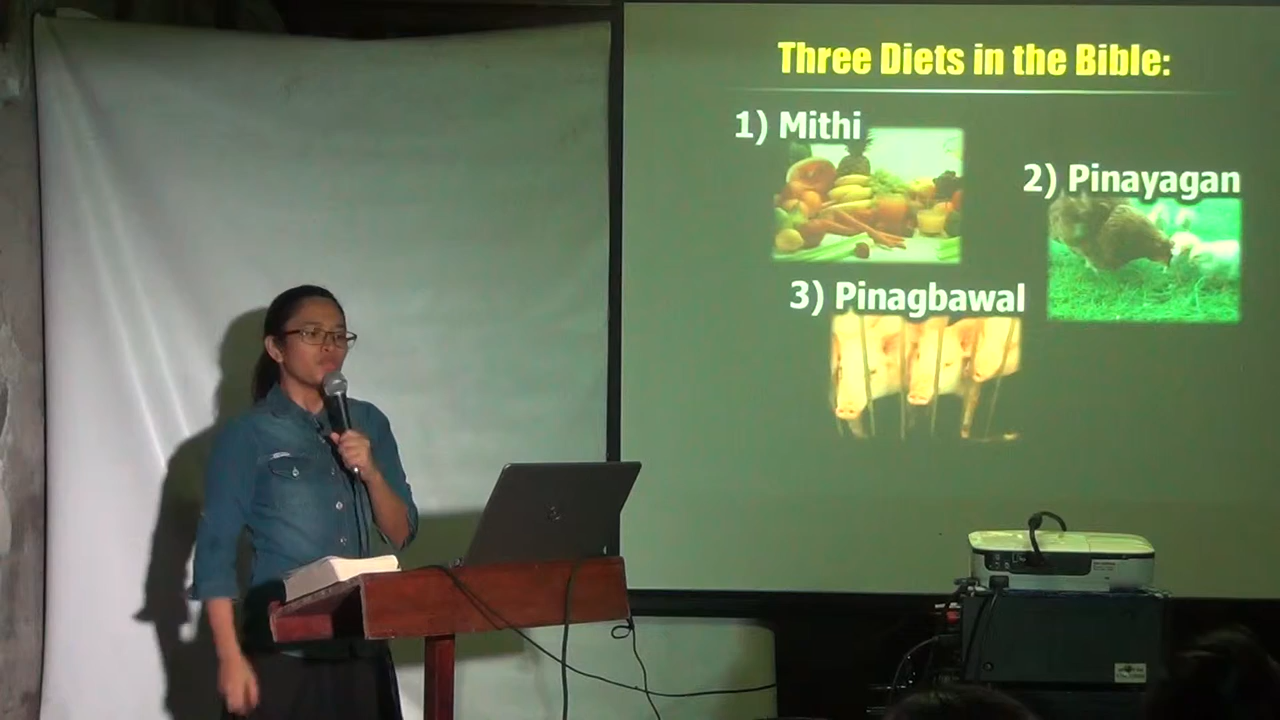 Three Diets in the Bible:
1) Mithi
2) Pinayagan
3) Pinagbawal